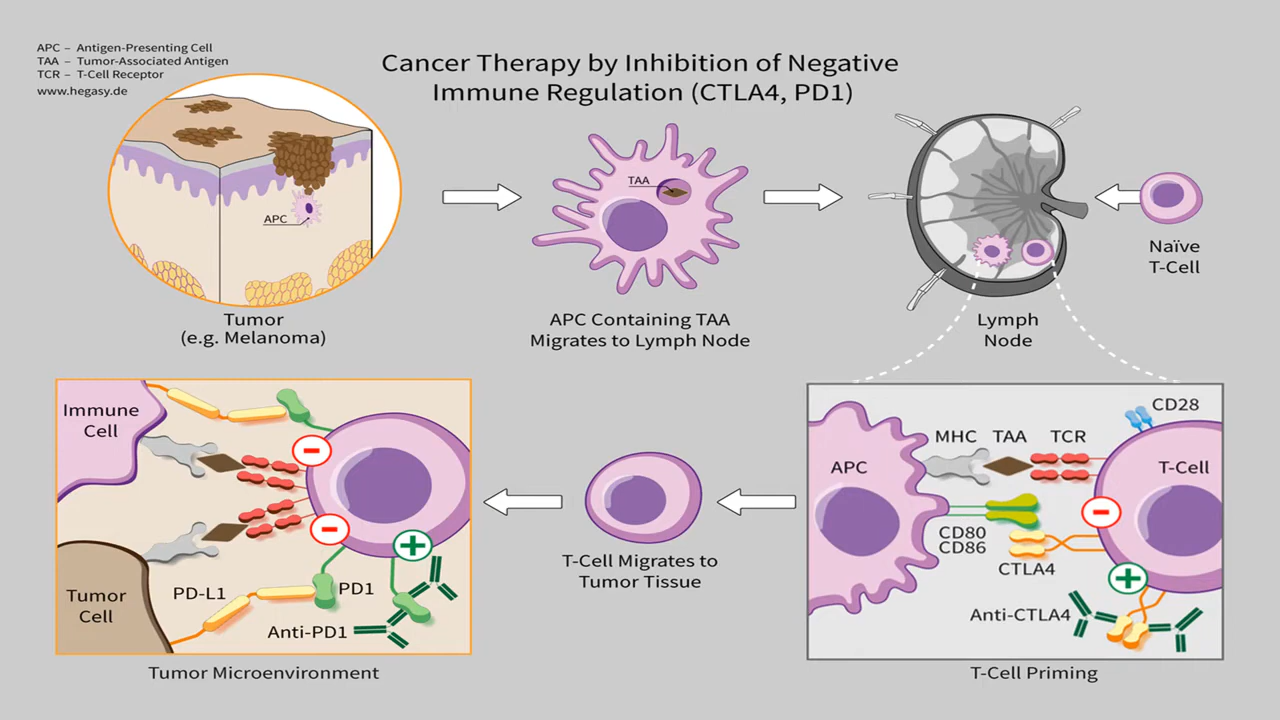 APC – Antigen-Presenting Cell
TAA – Tumor-Associated Antigen
TCR – T-Cell Receptor
www.hegasy.de
Cancer Therapy by Inhibition of Negative
Immune Regulation (CTLA4, PD1)
APC
Tumor
(e.g. Melanoma)
TAA
APC Containing TAA
Migrates to Lymph Node
Lymph
Node
Naïve
T-Cell
Immune
Cell
Tumor
Cell
PD-L1
PD1
Anti-PD1
Tumor Microenvironment
T-Cell Migrates to
Tumor Tissue
CD28
MHC TAA TCR
APC
T-Cell
CD80
CD86
CTLA4
Anti-CTLA4
T-Cell Priming